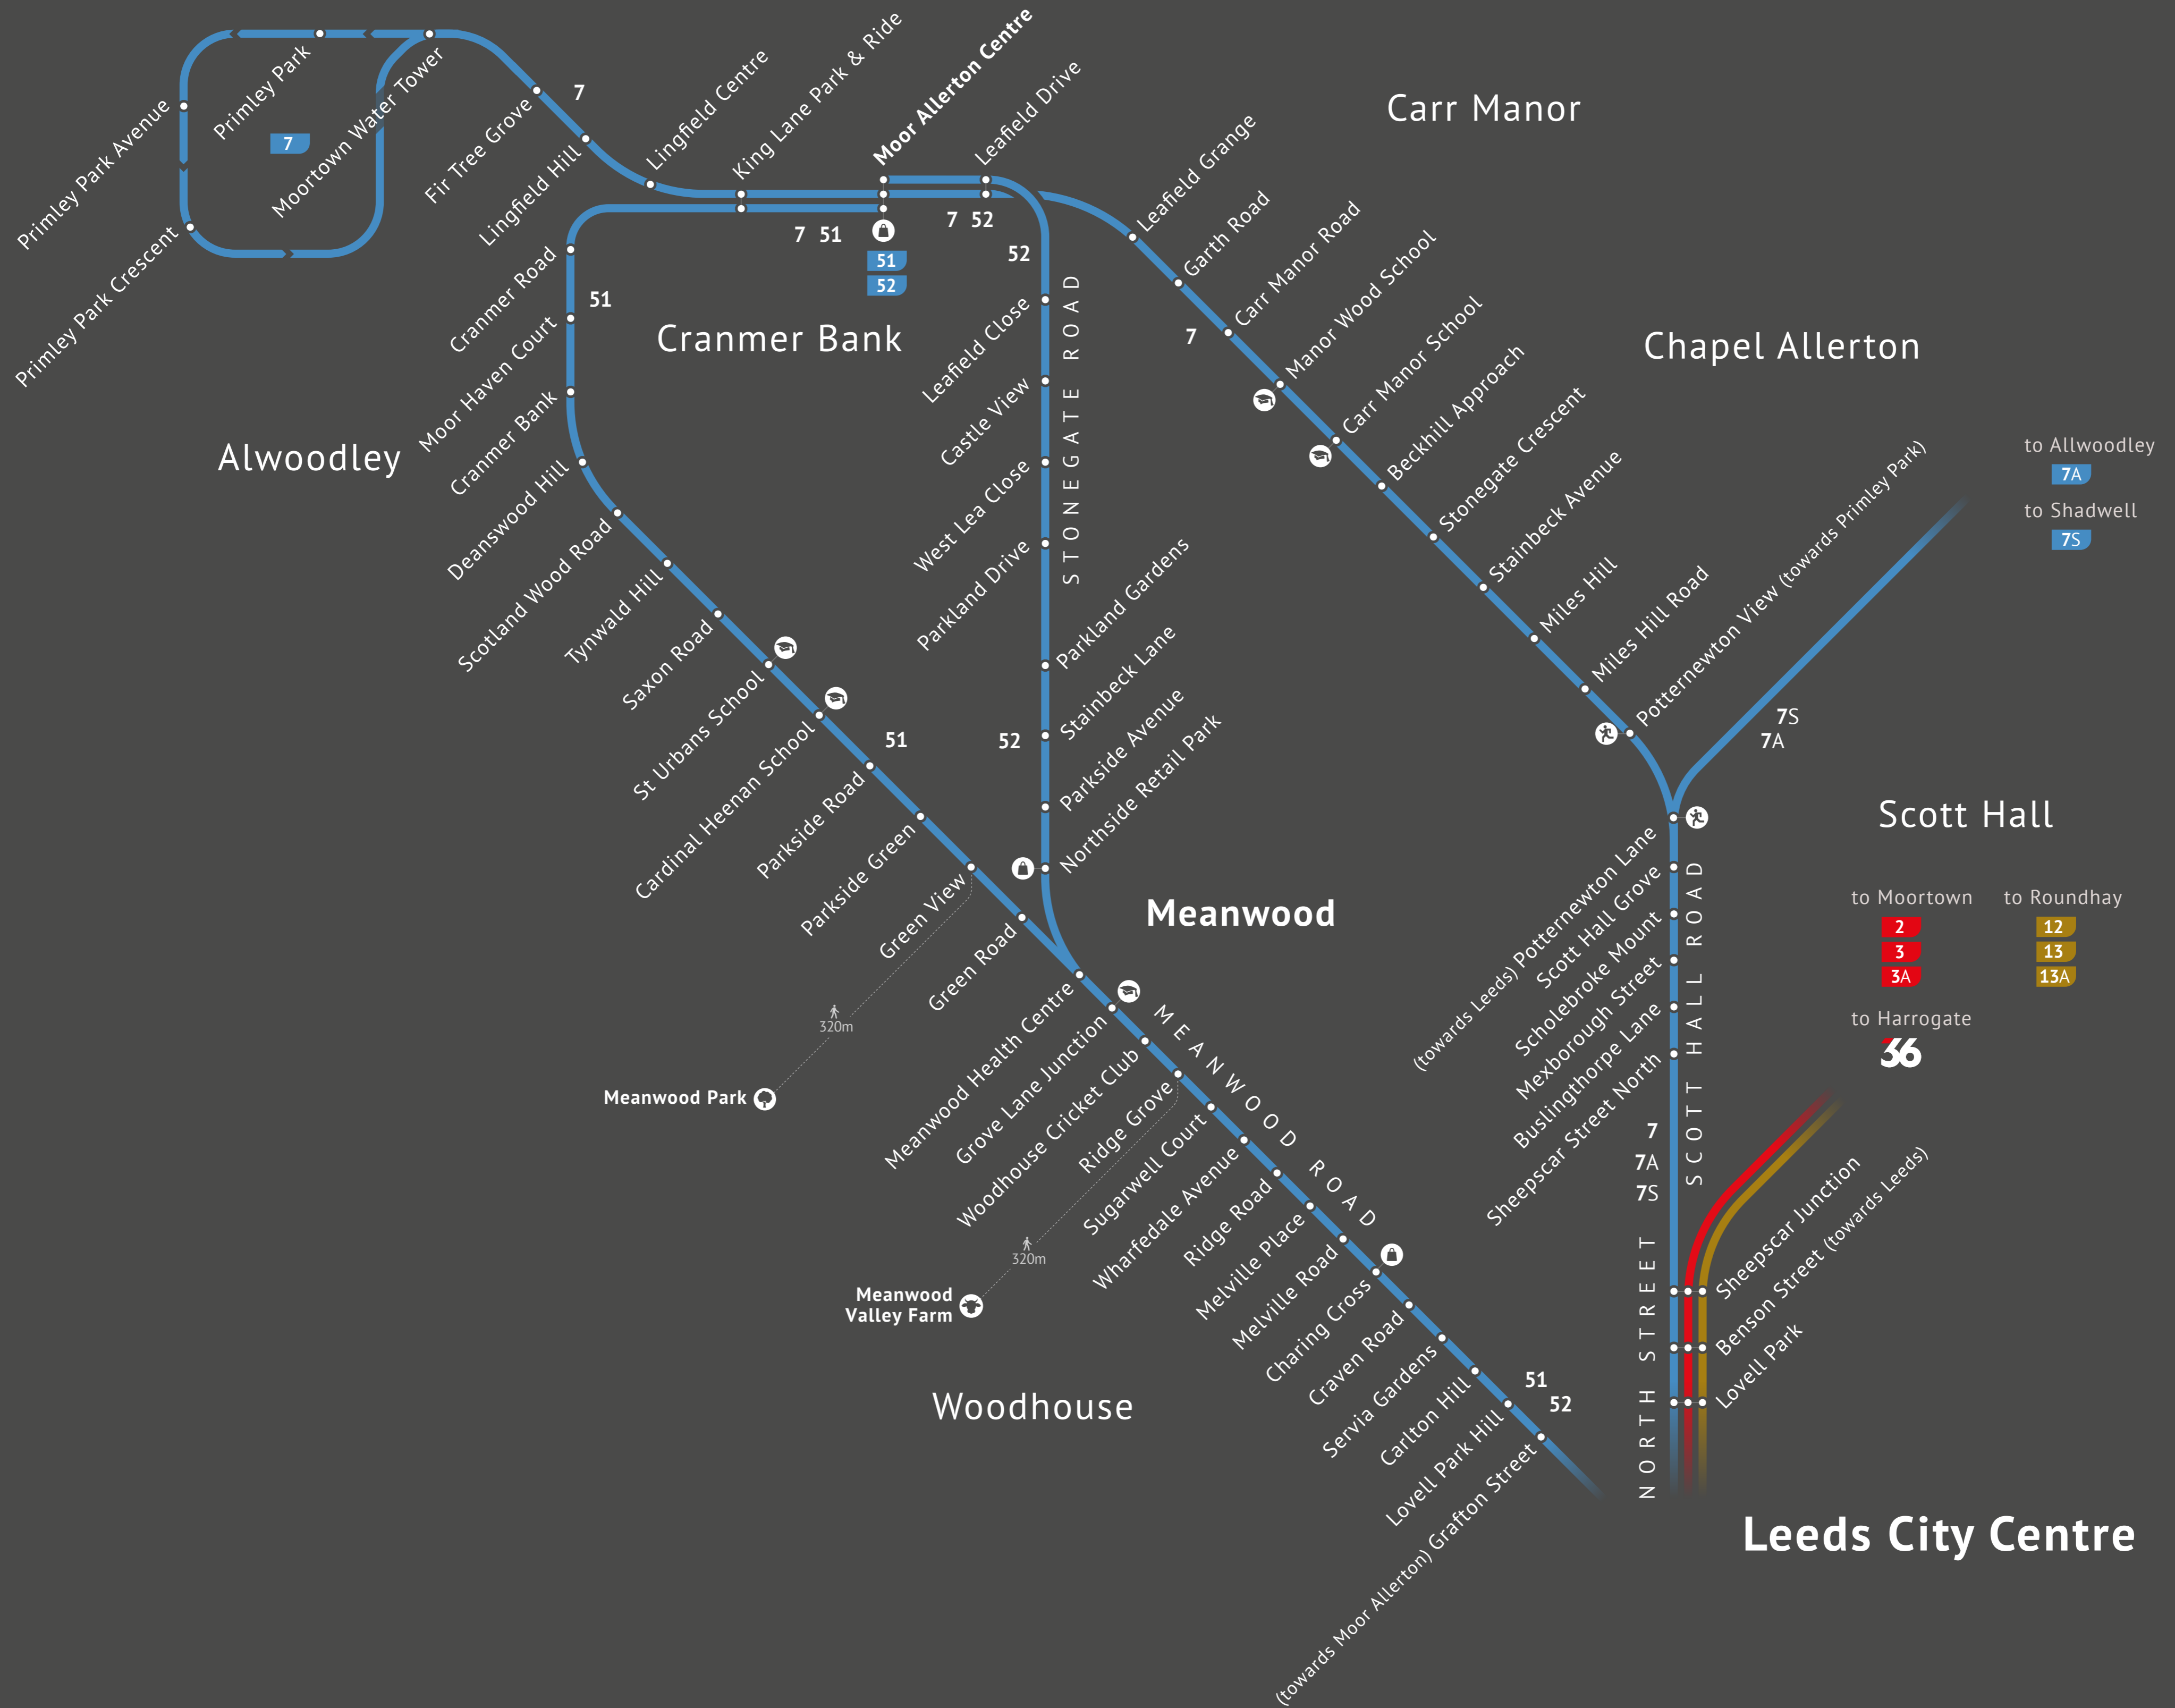 Primley Park Avenue
Primley Park
Moortown Water Tower
Primley Park Crescent
7
Fir Tree Grove
Lingfield Hill
7
Lingfield Centre
King Lane Park & Ride
Moor Allerton Centre
Leafield Drive
7 51
51
52
7 52
52
Carr Manor
Leafield Grange
Garth Road
Carr Manor Road
Manor Wood School
Carr Manor School
Beckhill Approach
Stonegate Crescent
Stainbeck Avenue
Miles Hill
Miles Hill Road
Potternewton View (towards Primley Park)
7
Chapel Allerton
to Allwoodley
7A
to Shadwell
7S
7S
7A
Cranmer Road
Moor Haven Court
Cranmer Bank
Deanswood Hill
Scotland Wood Road
Tynwald Hill
Saxon Road
St Urbans School
Cardinal Heenan School
Parkside Road
Parkside Green
Green View
Green Road
51
51
Cranmer Bank
Alwoodley
Leafield Close
Castle View
West Lea Close
Parkland Drive
STONEGATE ROAD
Parkland Gardens
Stainbeck Lane
Parkside Avenue
Northside Retail Park
52
Meanwood
320m
Meanwood Park
Meanwood Health Centre
Grove Lane Junction
Woodhouse Cricket Club
Ridge Grove
Sugarwell Court
Wharfedale Avenue
Ridge Road
Melville Place
Melville Road
Charing Cross
Craven Road
Servia Gardens
Carlton Hill
Lovell Park Hill
(towards Moor Allerton) Grafton Street
MEANWOOD ROAD
320m
Meanwood
Valley Farm
51
52
Woodhouse
Scott Hall
(towards Leeds) Potternewton Lane
Scott Hall Grove
Scholebroke Mount
Mexborough Street
Buslingthorpe Lane
Sheepscar Street North
SCOTT HALL ROAD
7
7A
7S
to Moortown
2
3
3A
to Roundhay
12
13
13A
to Harrogate
36
Sheepscar Junction
Benson Street (towards Leeds)
Lovell Park
NORTH STREET
Leeds City Centre